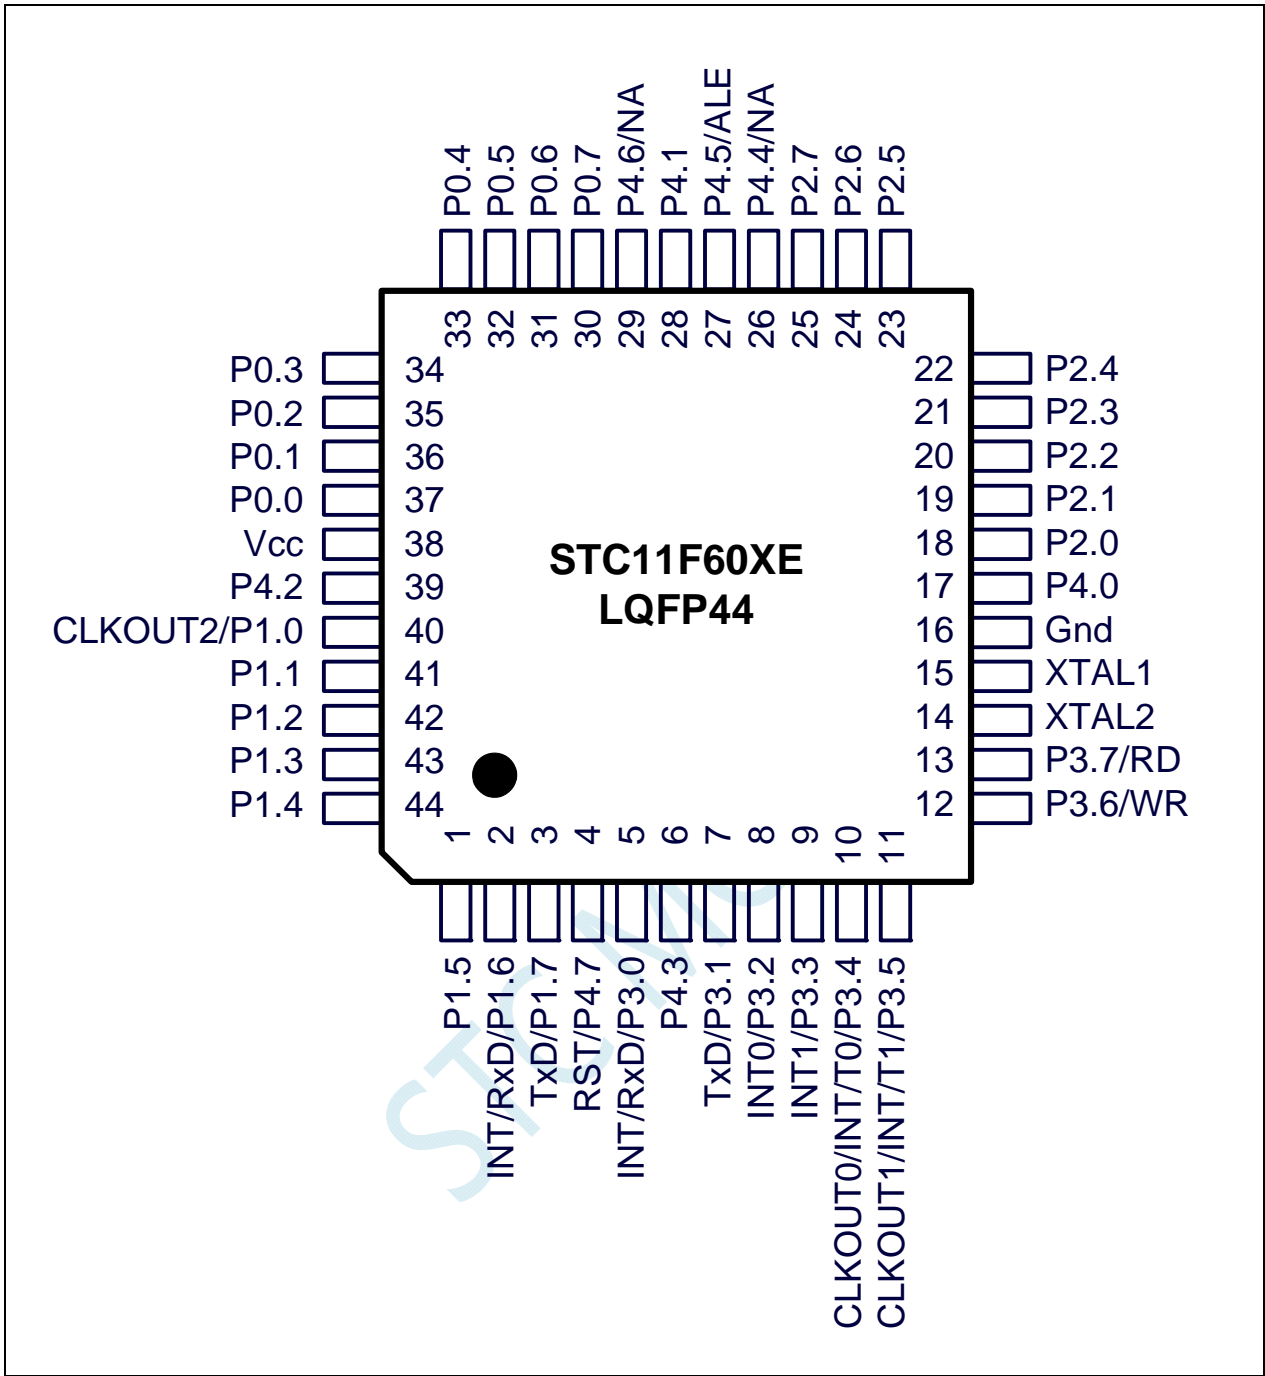 P0.4
P0.5
P0.6
P0.7
P4.6/NA
P4.1
P4.5/ALE
P4.4/NA
P2.7
P2.6
P2.5
33
32
31
30
29
28
27
26
25
24
23
P0.3 34
P0.2 35
P0.1 36
P0.0 37
Vcc 38
P4.2 39
CLKOUT2/P1.0 40
P1.1 41
P1.2 42
P1.3 43
P1.4 44
STC11F60XE
LQFP44
22 P2.4
21 P2.3
20 P2.2
19 P2.1
18 P2.0
17 P4.0
16 Gnd
15 XTAL1
14 XTAL2
13 P3.7/RD
12 P3.6/WR
1
2
3
4
5
6
7
8
9
10
11
P1.5
INT/RxD/P1.6
TxD/P1.7
RST/P4.7
INT/RxD/P3.0
P4.3
TxD/P3.1
INT0/P3.2
INT1/P3.3
CLKOUT0/INT/T0/P3.4
CLKOUT1/INT/T1/P3.5
STC